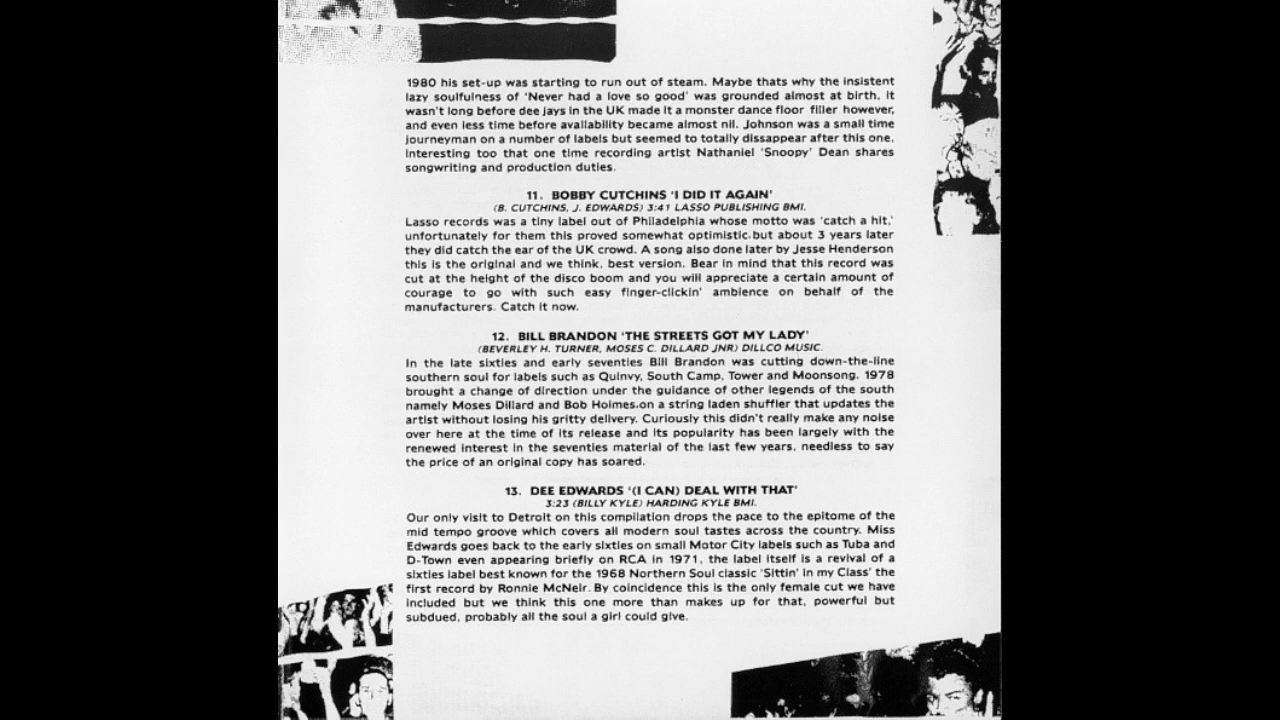 1980 his set-up was starting to run out of steam. Maybe thats why the insistent
lazy soulfulness of 'Never had a love so good' was grounded almost at birth, it
wasn't long before dee jays in the UK made it a monster dance floor filler however,
and even less time before availability became almost nil. Johnson was a small time
journeyman on a number of labels but seemed to totally dissappear after this one,
interesting too that one time recording artist Nathaniel 'Snoopy' Dean shares
songwriting and production duties.
11. BOBBY CUTCHINS 'I DID IT AGAIN'
(B. CUTCHINS, J. EDWARDS) 3:41 LASSO PUBLISHING BMI.
Lasso records was a tiny label out of Philadelphia whose motto was 'catch a hit,'
unfortunately for them this proved somewhat optimistic.but about 3 years later
they did catch the ear of the UK crowd. A song also done later by Jesse Henderson
this is the original and we think, best version. Bear in mind that this record was
cut at the height of the disco boom and you will appreciate a certain amount of
courage to go with such easy finger-clickin' ambience on behalf of the
manufacturers. Catch it now.
12. BILL BRANDON 'THE STREETS GOT MY LADY'
(BEVERLEY H. TURNER, MOSES C. DILLARD JNR) DILLCO MUSIC.
In the late sixties and early seventies Bill Brandon was cutting down-the-line
southern soul for labels such as Quinvy, South Camp, Tower and Moonsong. 1978
brought a change of direction under the guidance of other legends of the south
namely Moses Dillard and Bob Holmes.on a string laden shuffler that updates the
artist without losing his gritty delivery. Curiously this didn't really make any noise
over here at the time of its release and its popularity has been largely with the
renewed interest in the seventies material of the last few years, needless to say
the price of an original copy has soared.
13. DEE EDWARDS '(I CAN) DEAL WITH THAT'
3:23 (BILLY KYLE) HARDING KYLE BMI.
Our only visit to Detroit on this compilation drops the pace to the epitome of the
mid tempo groove which covers all modern soul tastes across the country. Miss
Edwards goes back to the early sixties on small Motor City labels such as Tuba and
D-Town even appearing briefly on RCA in 1971, the label itself is a revival of a
sixties label best known for the 1968 Northern Soul classic 'Sittin' in my Class' the
first record by Ronnie McNeir. By coincidence this is the only female cut we have
included but we think this one more than makes up for that, powerful but
subdued, probably all the soul a girl could give.